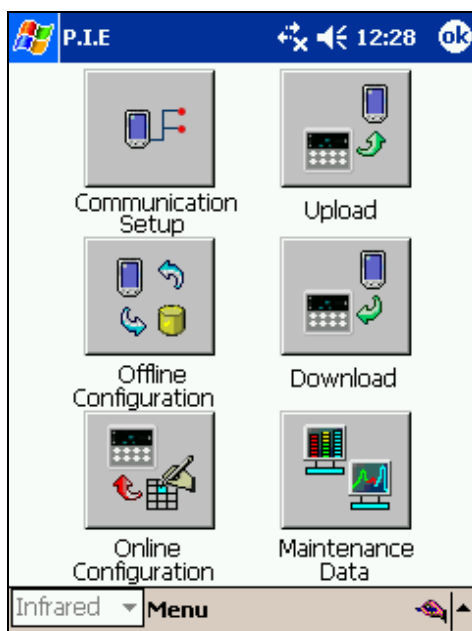 P.I.E
12:28
ok
Communication
Setup
Upload
Offline
Configuration
Download
Online
Configuration
Maintenance
Data
Infrared
Menu